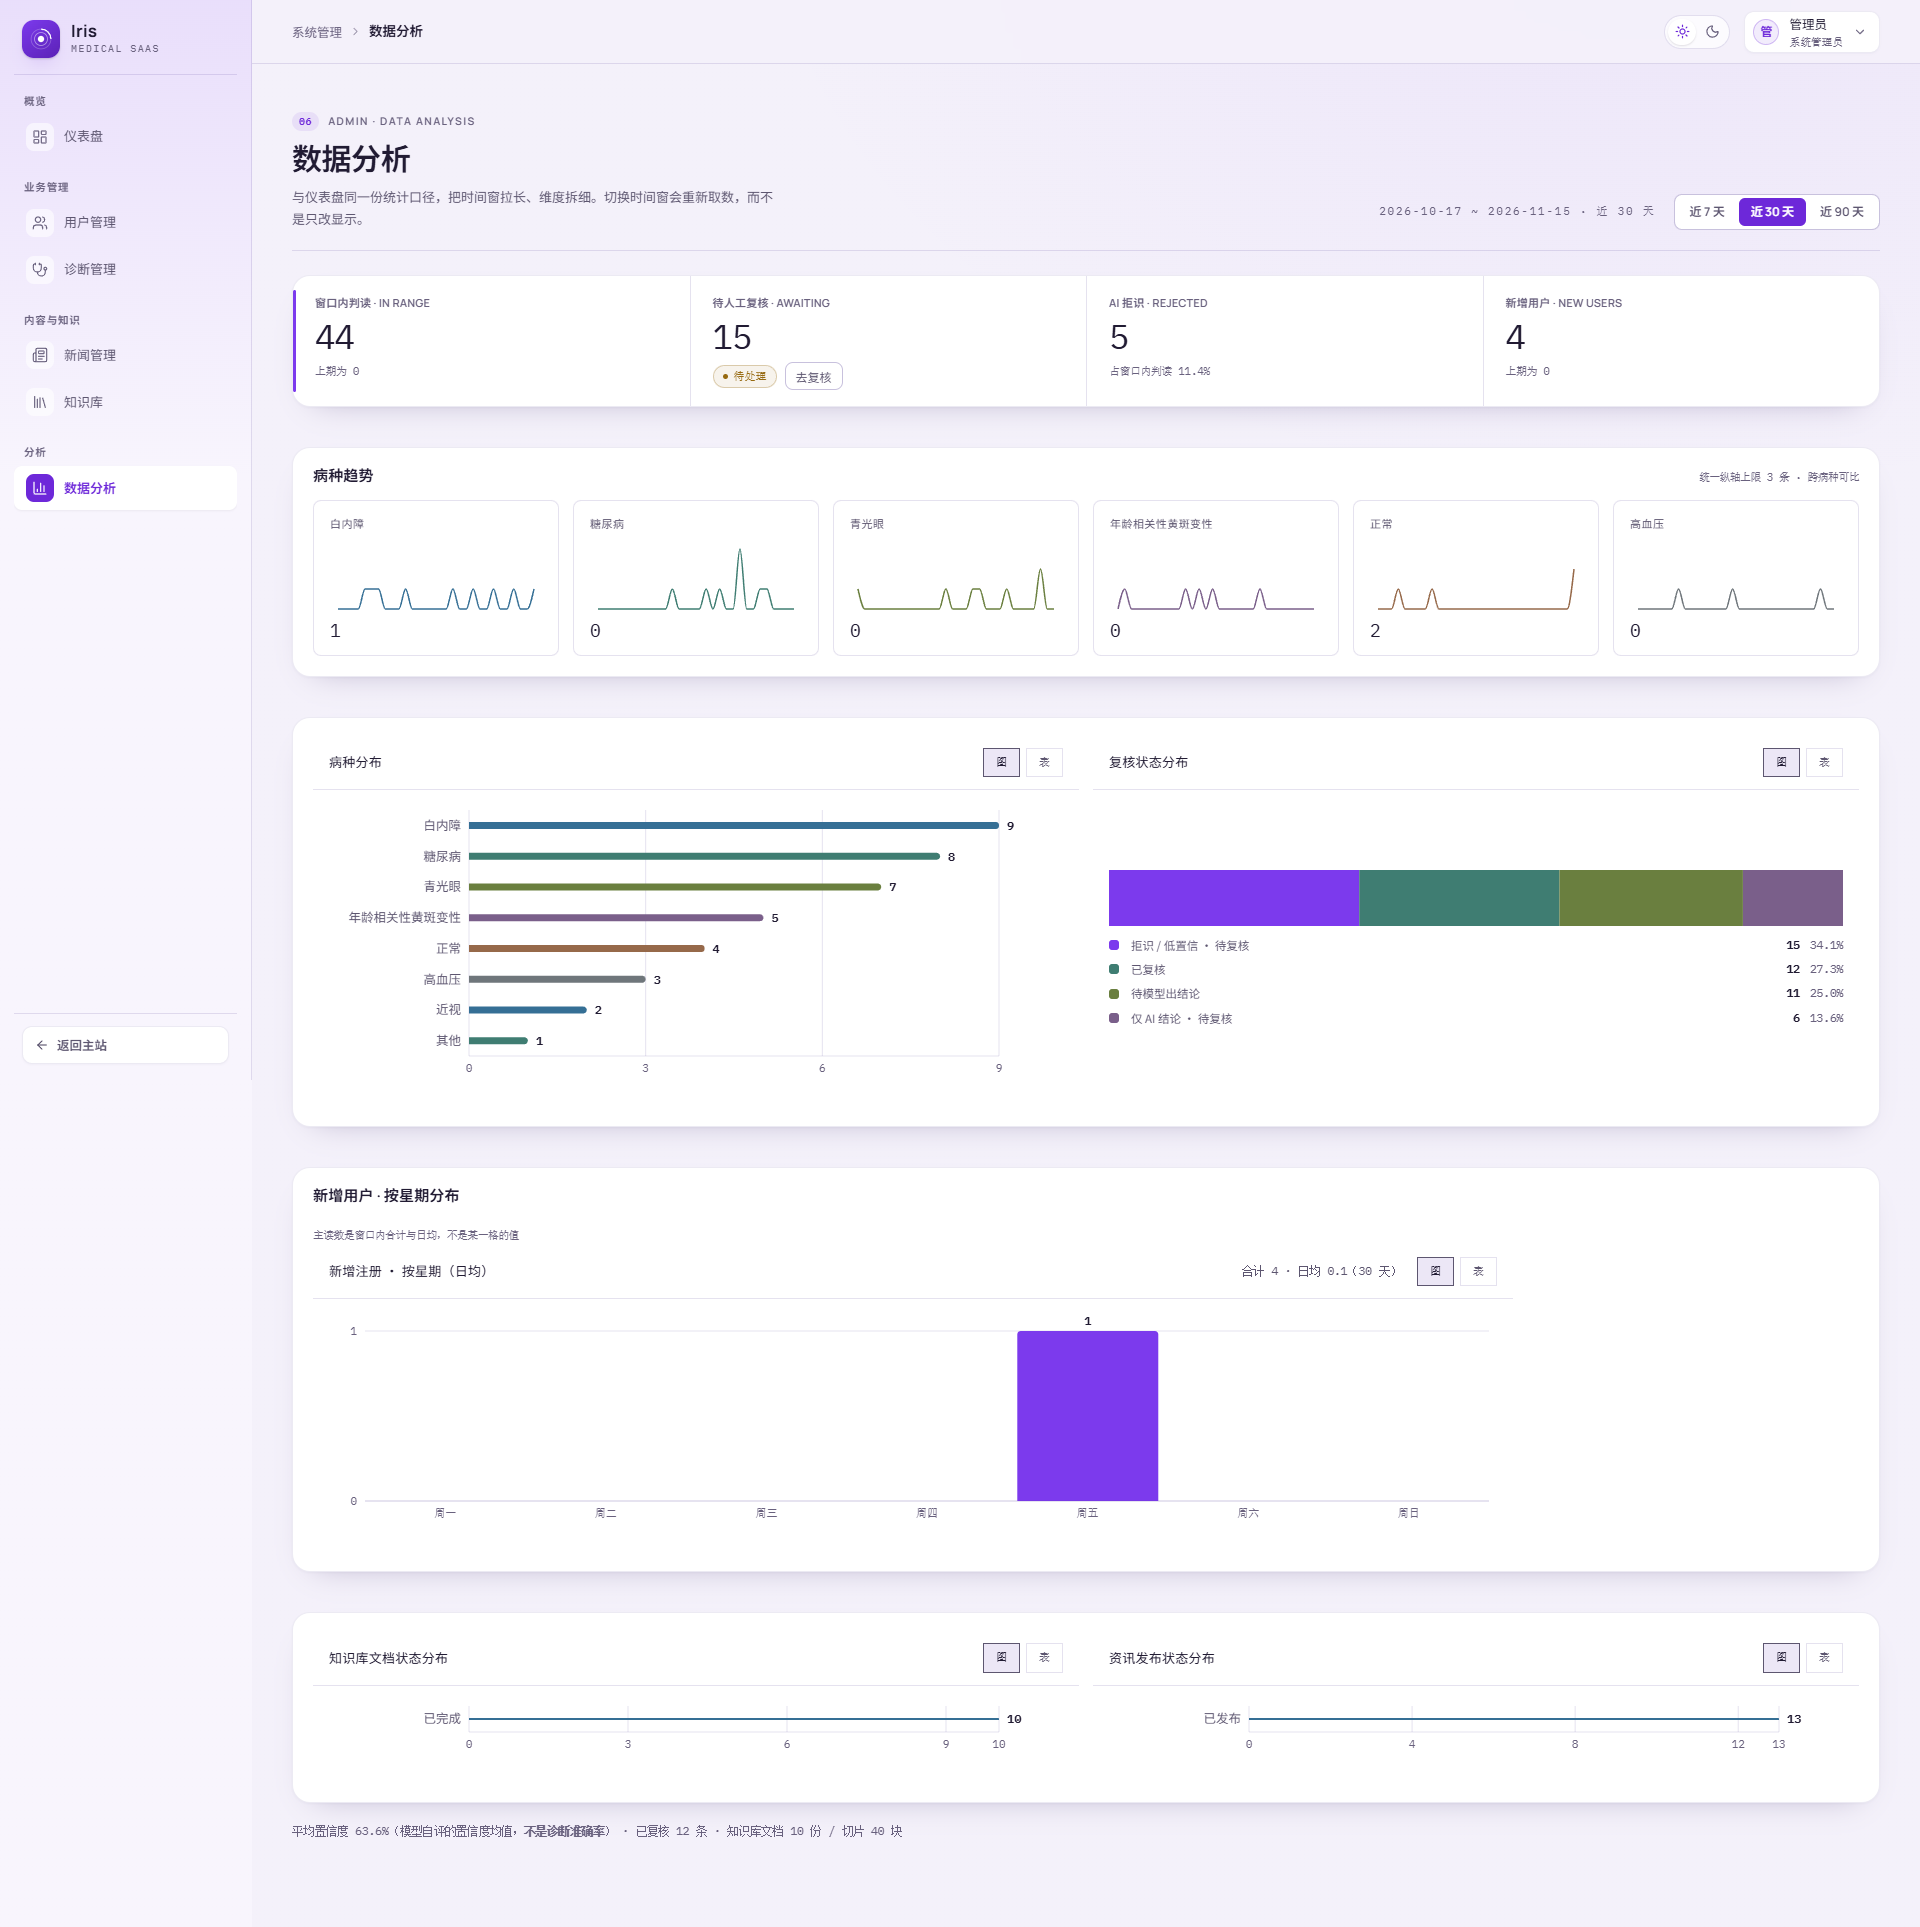 Iris
MEDICAL SAAS
概览
仪表盘
业务管理
用户管理
诊断管理
内容与知识
新闻管理
知识库
分析
数据分析
返回主站
系统管理 › 数据分析
管
管理员
系统管理员
06 ADMIN · DATA ANALYSIS
数据分析
与仪表盘同一份统计口径，把时间窗拉长、维度拆细。切换时间窗会重新取数，而不
是只改显示。
2026-10-17 ~ 2026-11-15 · 近 30 天
近 7 天 近 30 天 近 90 天
窗口内判读 · IN RANGE
44
上期为 0
待人工复核 · AWAITING
15
待处理 去复核
AI 拒识 · REJECTED
5
占窗口内判读 11.4%
新增用户 · NEW USERS
4
上期为 0
病种趋势
统一纵轴上限 3 条 · 跨病种可比
白内障
1
糖尿病
0
青光眼
0
年龄相关性黄斑变性
0
正常
2
高血压
0
病种分布 图 表
白内障 9
糖尿病 8
青光眼 7
年龄相关性黄斑变性 5
正常 4
高血压 3
近视 2
其他 1
0 3 6 9
复核状态分布 图 表
拒识 / 低置信 · 待复核 15 34.1%
已复核 12 27.3%
待模型出结论 11 25.0%
仅 AI 结论 · 待复核 6 13.6%
新增用户 · 按星期分布
主读数是窗口内合计与日均，不是某一格的值
新增注册 · 按星期（日均） 合计 4 · 日均 0.1（30 天） 图 表
1
1
0
周一 周二 周三 周四 周五 周六 周日
知识库文档状态分布 图 表
已完成 10
0 3 6 9 10
资讯发布状态分布 图 表
已发布 13
0 4 8 12 13
平均置信度 63.6%（模型自评的置信度均值，不是诊断准确率） · 已复核 12 条 · 知识库文档 10 份 / 切片 40 块